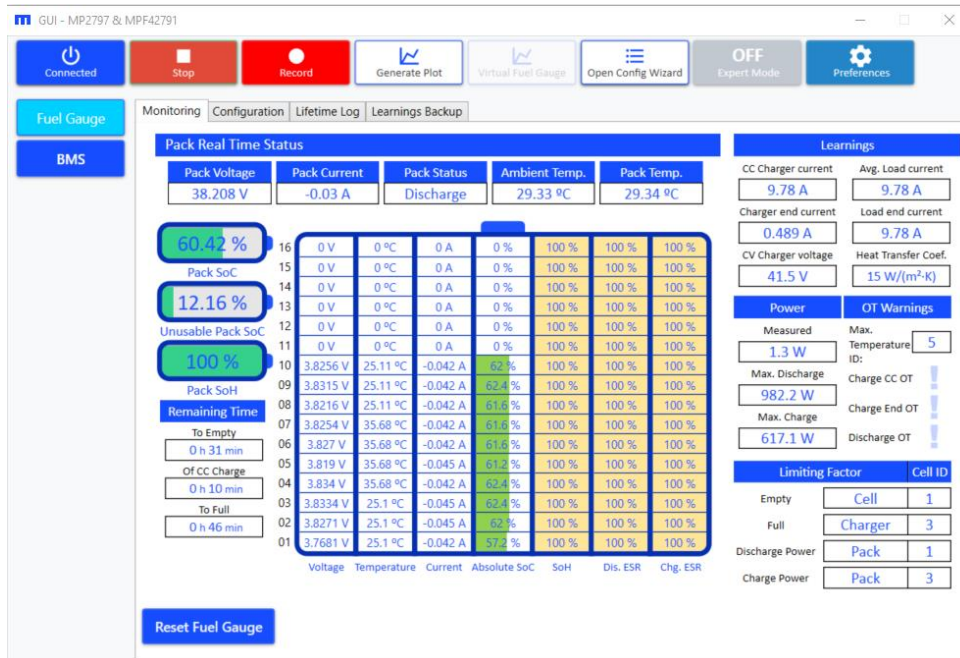 GUI - MP2797 & MPF42791
Connected Stop Record Generate Plot Virtual Fuel Gauge Open Config Wizard OFF Expert Mode Preferences
Fuel Gauge
BMS
Monitoring Configuration Lifetime Log Learnings Backup
Pack Real Time Status
Pack Voltage Pack Current Pack Status Ambient Temp. Pack Temp.
38.208 V -0.03 A Discharge 29.33 ºC 29.34 ºC
60.42 %
Pack SoC
12.16 %
Unusable Pack SoC
100 %
Pack SoH
Remaining Time
To Empty
0 h 31 min
Of CC Charge
0 h 10 min
To Full
0 h 46 min
16 0 V 0 ºC 0 A 0 % 100 % 100 % 100 %
15 0 V 0 ºC 0 A 0 % 100 % 100 % 100 %
14 0 V 0 ºC 0 A 0 % 100 % 100 % 100 %
13 0 V 0 ºC 0 A 0 % 100 % 100 % 100 %
12 0 V 0 ºC 0 A 0 % 100 % 100 % 100 %
11 0 V 0 ºC 0 A 0 % 100 % 100 % 100 %
10 3.8256 V 25.11 ºC -0.042 A 62 % 100 % 100 % 100 %
09 3.8315 V 25.11 ºC -0.042 A 62.4 % 100 % 100 % 100 %
08 3.8216 V 25.11 ºC -0.042 A 61.6 % 100 % 100 % 100 %
07 3.8254 V 35.68 ºC -0.042 A 61.6 % 100 % 100 % 100 %
06 3.827 V 35.68 ºC -0.042 A 61.6 % 100 % 100 % 100 %
05 3.819 V 35.68 ºC -0.045 A 61.2 % 100 % 100 % 100 %
04 3.834 V 35.68 ºC -0.042 A 62.4 % 100 % 100 % 100 %
03 3.8334 V 25.1 ºC -0.045 A 62.4 % 100 % 100 % 100 %
02 3.8271 V 25.1 ºC -0.045 A 62 % 100 % 100 % 100 %
01 3.7681 V 25.1 ºC -0.042 A 57.2 % 100 % 100 % 100 %
Voltage Temperature Current Absolute SoC SoH Dis. ESR Chg. ESR
Reset Fuel Gauge
Learnings
CC Charger current Avg. Load current
9.78 A 9.78 A
Charger end current Load end current
0.489 A 9.78 A
CV Charger voltage Heat Transfer Coef.
41.5 V 15 W/(m²·K)
Power
Measured
1.3 W
Max. Discharge
982.2 W
Max. Charge
617.1 W
OT Warnings
Max.
Temperature 5
ID:
Charge CC OT !
Charge End OT !
Discharge OT !
Limiting Factor Cell ID
Empty Cell 1
Full Charger 3
Discharge Power Pack 1
Charge Power Pack 3